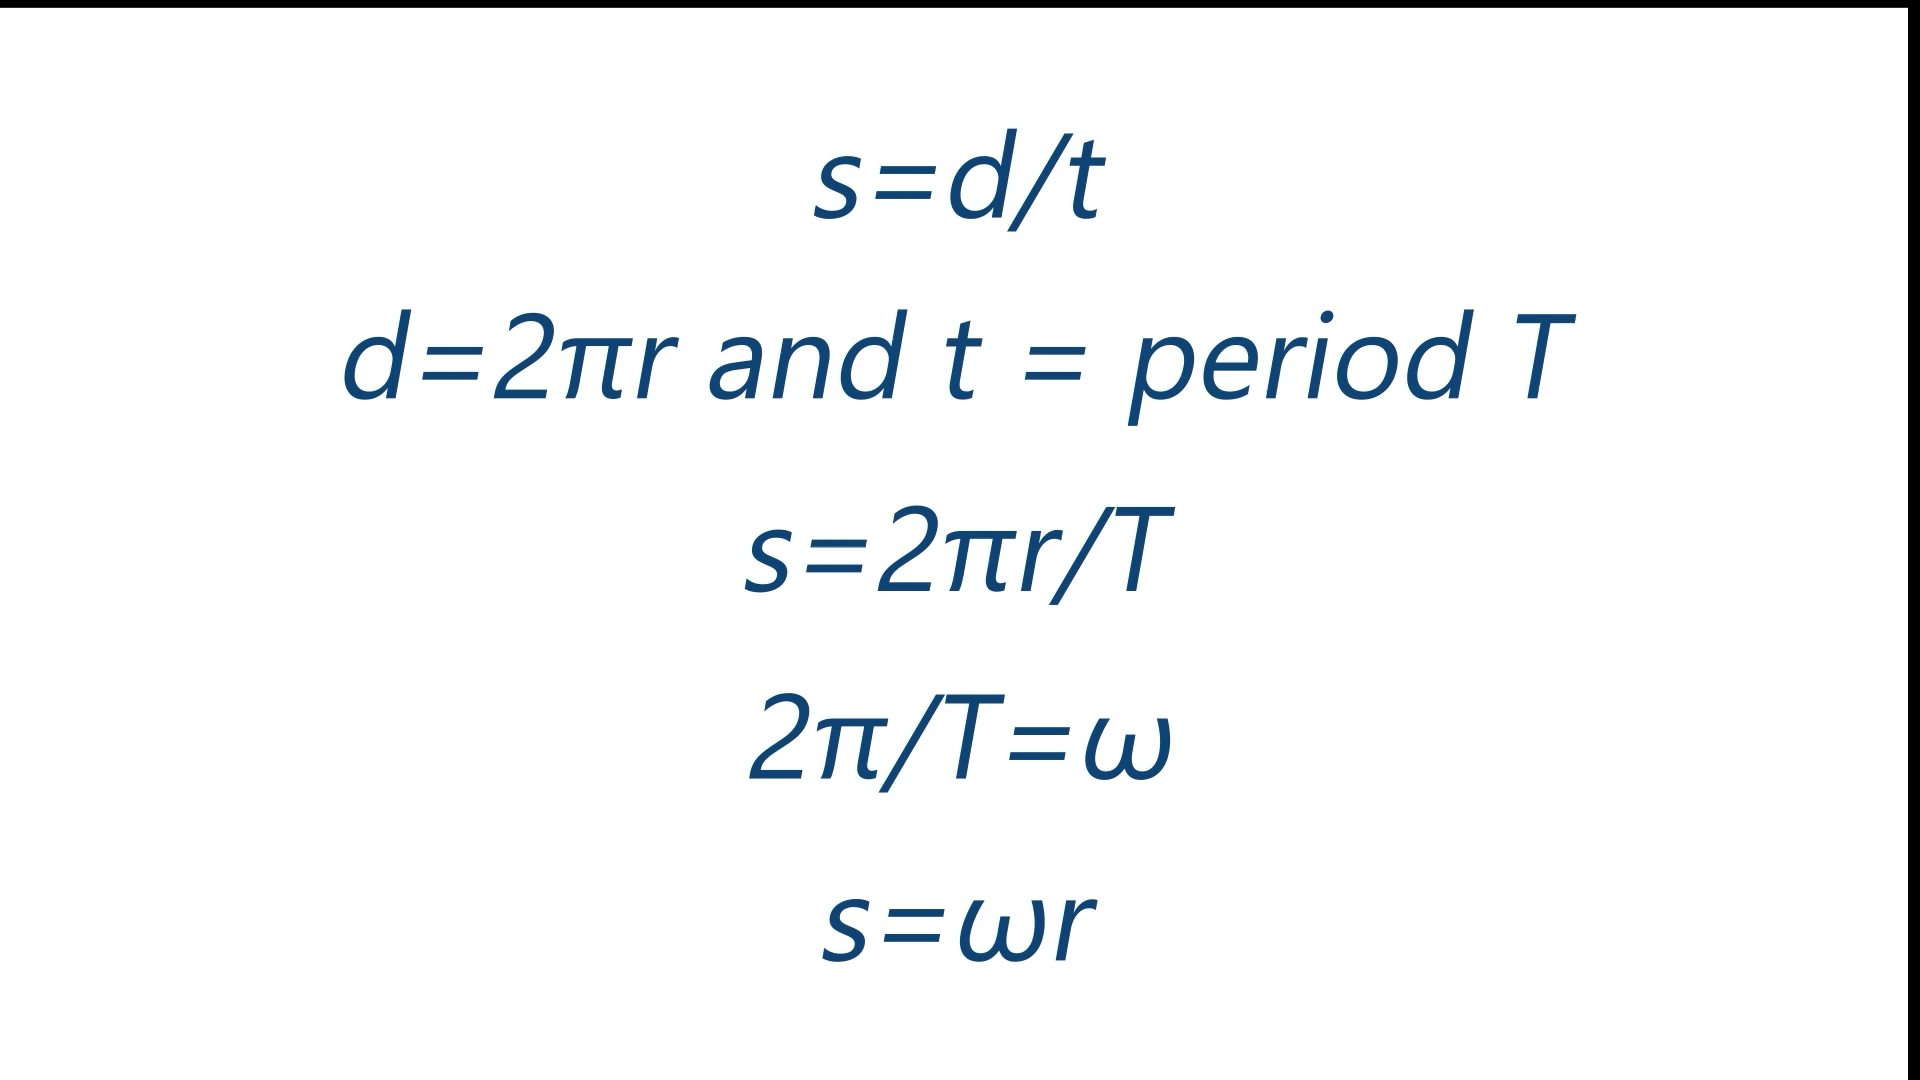 s=d/t
d=2πr and t = period T
s=2πr/T
2π/T=ω
s=ωr